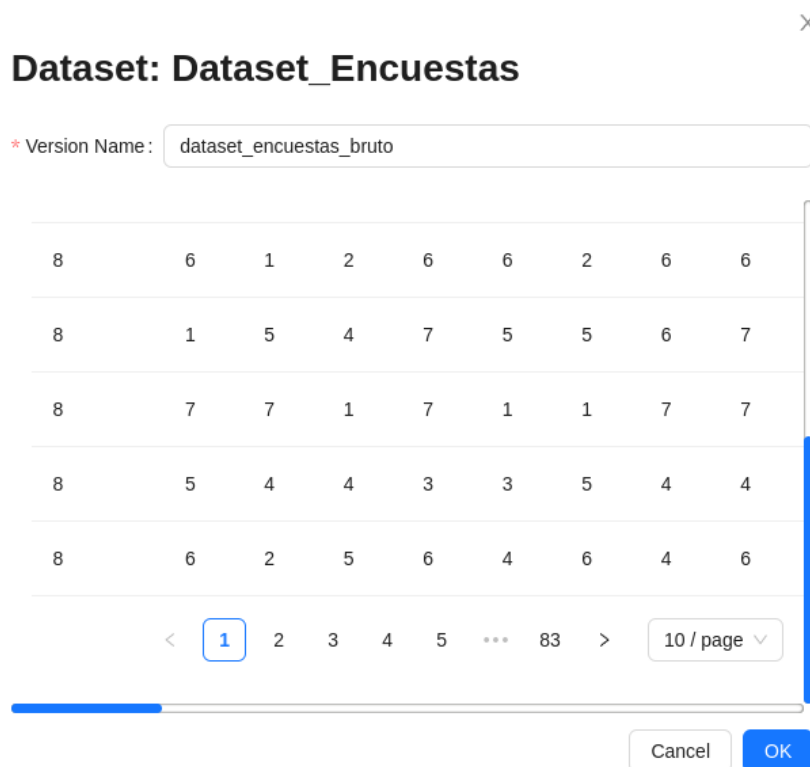 Dataset: Dataset_Encuestas
* Version Name: dataset_encuestas_bruto
8 6 1 2 6 6 2 6 6
8 1 5 4 7 5 5 6 7
8 7 7 1 7 1 1 7 7
8 5 4 4 3 3 5 4 4
8 6 2 5 6 4 6 4 6
< 1 2 3 4 5 ••• 83 > 10 / page
Cancel OK